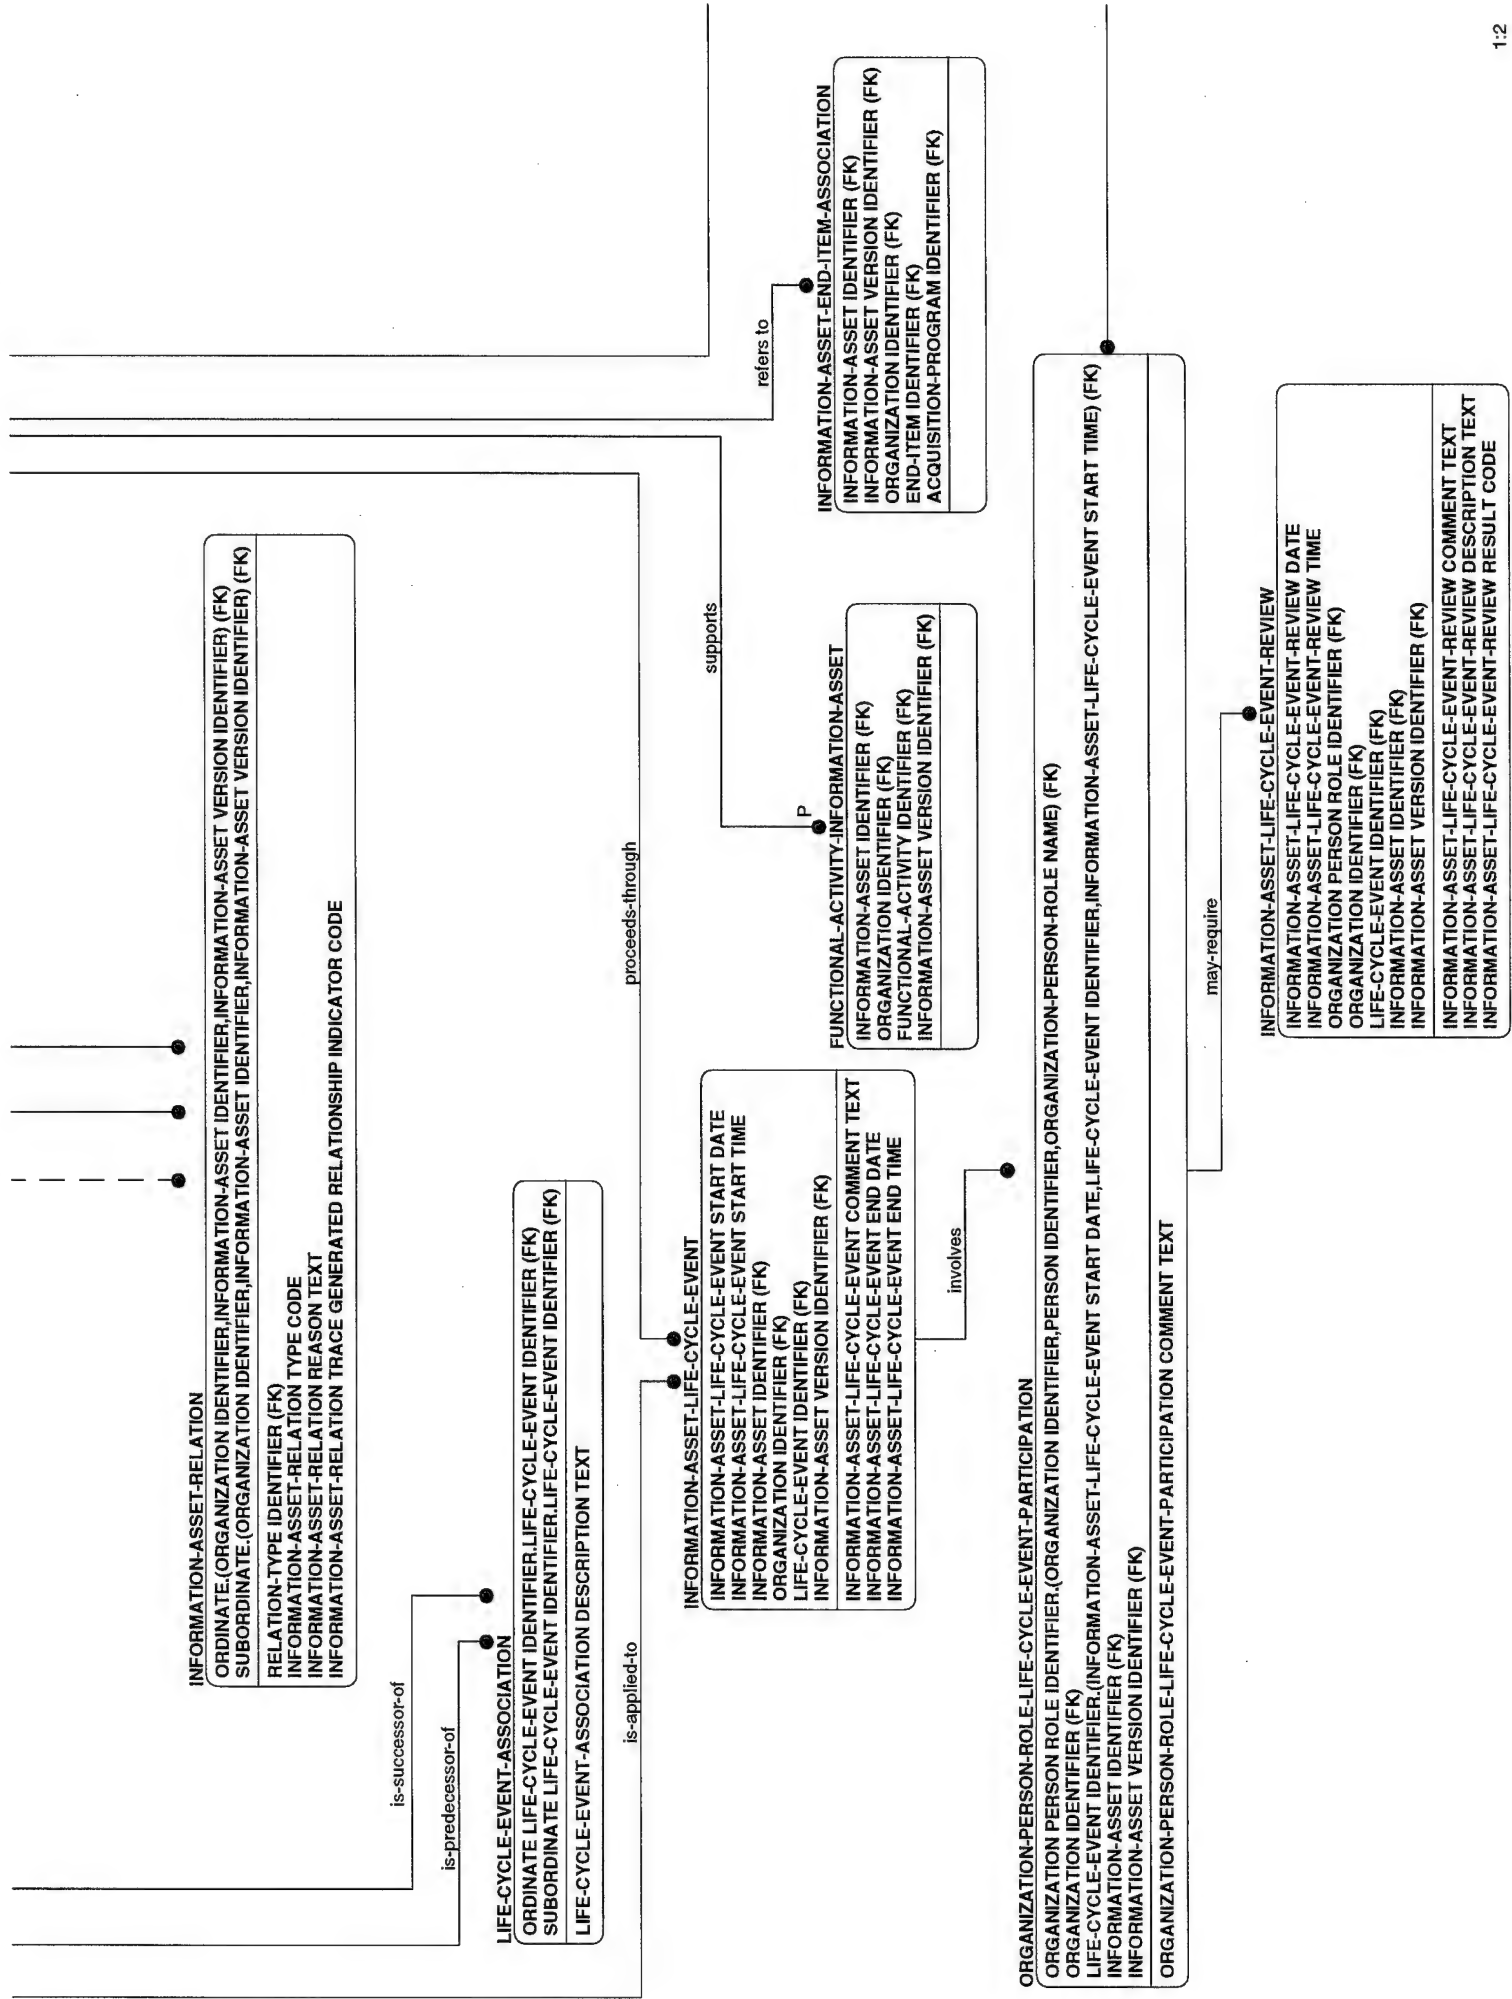 INFORMATION-ASSET-RELATION
ORDINATE.(ORGANIZATION IDENTIFIER,INFORMATION-ASSET IDENTIFIER,INFORMATION-ASSET VERSION IDENTIFIER) (FK)
SUBORDINATE.(ORGANIZATION IDENTIFIER,INFORMATION-ASSET IDENTIFIER,INFORMATION-ASSET VERSION IDENTIFIER) (FK)
RELATION-TYPE IDENTIFIER (FK)
INFORMATION-ASSET-RELATION TYPE CODE
INFORMATION-ASSET-RELATION REASON TEXT
INFORMATION-ASSET-RELATION TRACE GENERATED RELATIONSHIP INDICATOR CODE
is-successor-of
is-predecessor-of
LIFE-CYCLE-EVENT-ASSOCIATION
ORDINATE LIFE-CYCLE-EVENT IDENTIFIER.LIFE-CYCLE-EVENT IDENTIFIER (FK)
SUBORDINATE LIFE-CYCLE-EVENT IDENTIFIER.LIFE-CYCLE-EVENT IDENTIFIER (FK)
LIFE-CYCLE-EVENT-ASSOCIATION DESCRIPTION TEXT
is-applied-to
proceeds-through
supports
refers to
INFORMATION-ASSET-LIFE-CYCLE-EVENT
INFORMATION-ASSET-LIFE-CYCLE-EVENT START DATE
INFORMATION-ASSET-LIFE-CYCLE-EVENT START TIME
INFORMATION-ASSET IDENTIFIER (FK)
ORGANIZATION IDENTIFIER (FK)
LIFE-CYCLE-EVENT IDENTIFIER (FK)
INFORMATION-ASSET VERSION IDENTIFIER (FK)
INFORMATION-ASSET-LIFE-CYCLE-EVENT COMMENT TEXT
INFORMATION-ASSET-LIFE-CYCLE-EVENT END DATE
INFORMATION-ASSET-LIFE-CYCLE-EVENT END TIME
P
FUNCTIONAL-ACTIVITY-INFORMATION-ASSET
INFORMATION-ASSET IDENTIFIER (FK)
ORGANIZATION IDENTIFIER (FK)
FUNCTIONAL-ACTIVITY IDENTIFIER (FK)
INFORMATION-ASSET VERSION IDENTIFIER (FK)
INFORMATION-ASSET-END-ITEM-ASSOCIATION
INFORMATION-ASSET IDENTIFIER (FK)
INFORMATION-ASSET VERSION IDENTIFIER (FK)
ORGANIZATION IDENTIFIER (FK)
END-ITEM IDENTIFIER (FK)
ACQUISITION-PROGRAM IDENTIFIER (FK)
involves
ORGANIZATION-PERSON-ROLE-LIFE-CYCLE-EVENT-PARTICIPATION
ORGANIZATION PERSON ROLE IDENTIFIER.(ORGANIZATION IDENTIFIER,PERSON IDENTIFIER,ORGANIZATION-PERSON-ROLE NAME) (FK)
ORGANIZATION IDENTIFIER (FK)
LIFE-CYCLE-EVENT IDENTIFIER.(INFORMATION-ASSET-LIFE-CYCLE-EVENT START DATE,LIFE-CYCLE-EVENT IDENTIFIER,INFORMATION-ASSET-LIFE-CYCLE-EVENT START TIME) (FK)
INFORMATION-ASSET IDENTIFIER (FK)
INFORMATION-ASSET VERSION IDENTIFIER (FK)
ORGANIZATION-PERSON-ROLE-LIFE-CYCLE-EVENT-PARTICIPATION COMMENT TEXT
may-require
INFORMATION-ASSET-LIFE-CYCLE-EVENT-REVIEW
INFORMATION-ASSET-LIFE-CYCLE-EVENT-REVIEW DATE
INFORMATION-ASSET-LIFE-CYCLE-EVENT-REVIEW TIME
ORGANIZATION PERSON ROLE IDENTIFIER (FK)
ORGANIZATION IDENTIFIER (FK)
LIFE-CYCLE-EVENT IDENTIFIER (FK)
INFORMATION-ASSET IDENTIFIER (FK)
INFORMATION-ASSET VERSION IDENTIFIER (FK)
INFORMATION-ASSET-LIFE-CYCLE-EVENT-REVIEW COMMENT TEXT
INFORMATION-ASSET-LIFE-CYCLE-EVENT-REVIEW DESCRIPTION TEXT
INFORMATION-ASSET-LIFE-CYCLE-EVENT-REVIEW RESULT CODE
1:2